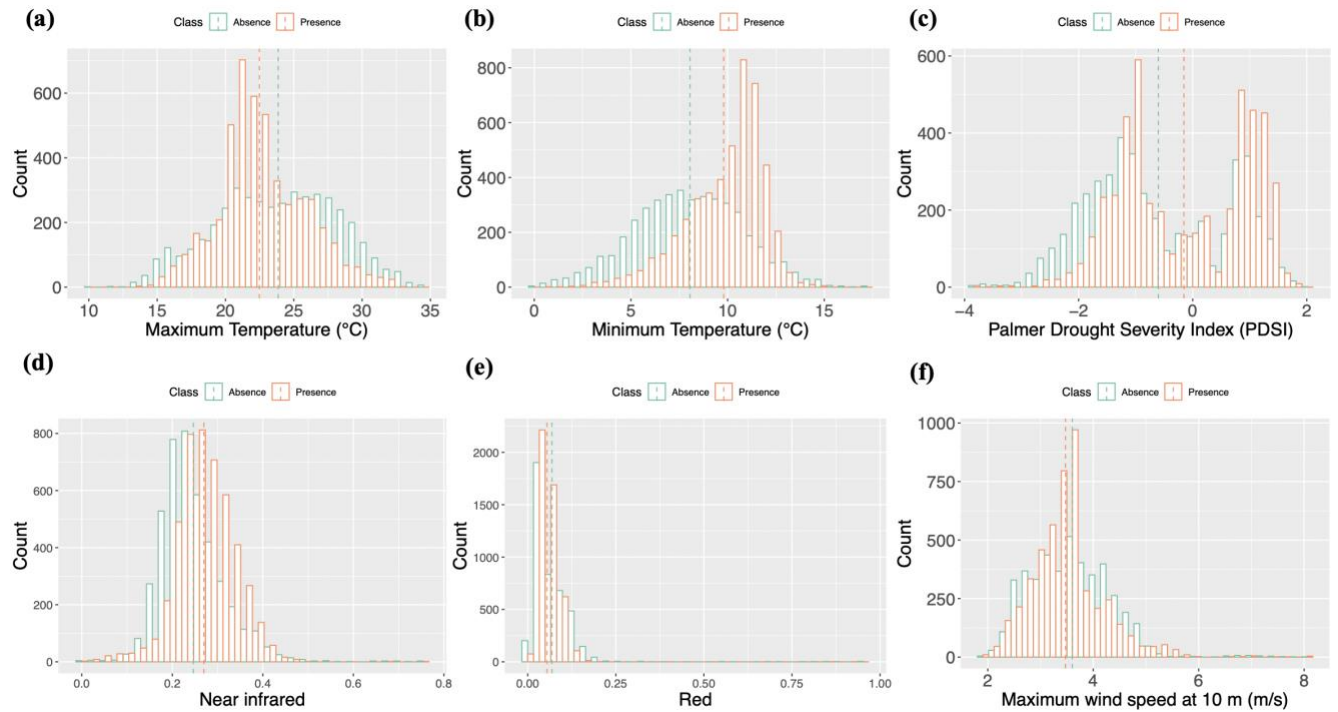 (a)
Class Absence Presence
600
400
200
0
Count
10 15 20 25 30 35
Maximum Temperature (°C)
(b)
Class Absence Presence
800
600
400
200
0
Count
0 5 10 15
Minimum Temperature (°C)
(c)
Class Absence Presence
600
400
200
0
Count
−4 −2 0 2
Palmer Drought Severity Index (PDSI)
(d)
Class Absence Presence
800
600
400
200
0
Count
0.0 0.2 0.4 0.6 0.8
Near infrared
(e)
Class Absence Presence
2000
1500
1000
500
0
Count
0.00 0.25 0.50 0.75 1.00
Red
(f)
Class Absence Presence
1000
750
500
250
0
Count
2 4 6 8
Maximum wind speed at 10 m (m/s)